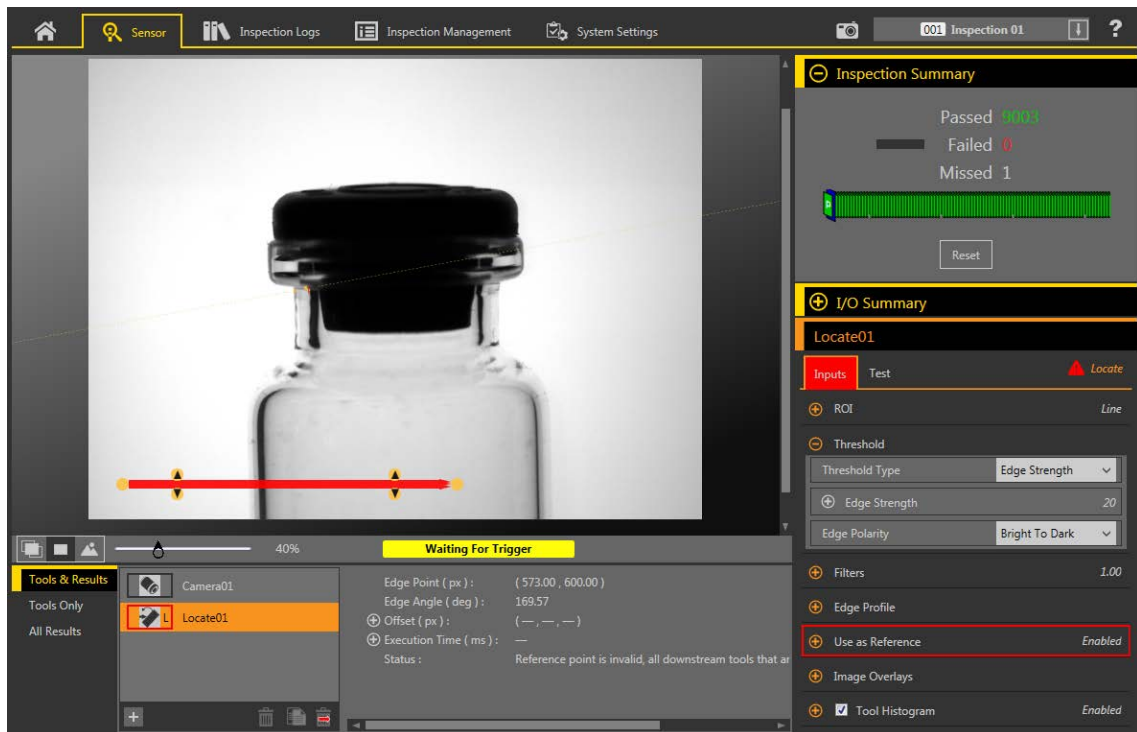 Sensor
Inspection Logs
Inspection Management
System Settings
001 Inspection 01
?
Inspection Summary
Passed 9003
Failed 0
Missed 1
Reset
I/O Summary
Locate01
Inputs
Test
Locate
ROI
Line
Threshold
Threshold Type
Edge Strength
Edge Strength
20
Edge Polarity
Bright To Dark
Filters
1.00
Edge Profile
Use as Reference
Enabled
Image Overlays
Tool Histogram
Enabled
40%
Waiting For Trigger
Tools & Results
Tools Only
All Results
Camera01
L
Locate01
Edge Point ( px ) : ( 573.00 , 600.00 )
Edge Angle ( deg ) : 169.57
Offset ( px ) : ( — , — , — )
Execution Time ( ms ) : —
Status : Reference point is invalid, all downstream tools that ar